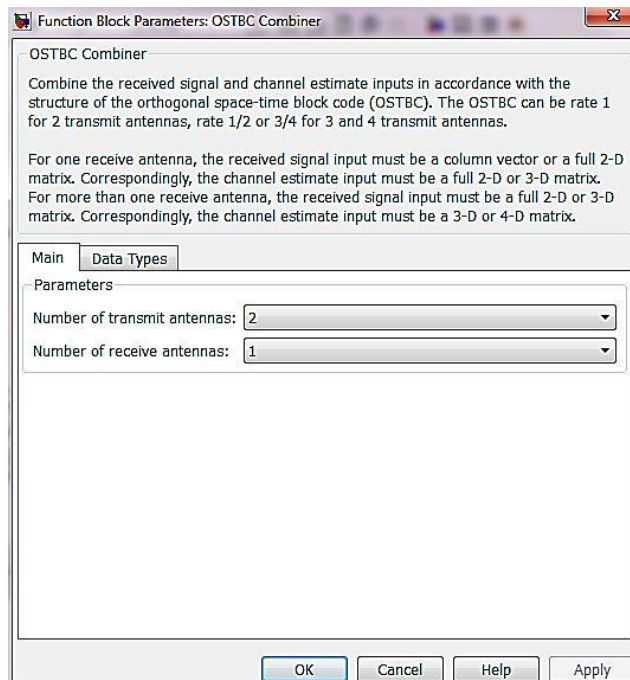 Function Block Parameters: OSTBC Combiner
x
OSTBC Combiner
Combine the received signal and channel estimate inputs in accordance with the
structure of the orthogonal space-time block code (OSTBC). The OSTBC can be rate 1
for 2 transmit antennas, rate 1/2 or 3/4 for 3 and 4 transmit antennas.
For one receive antenna, the received signal input must be a column vector or a full 2-D
matrix. Correspondingly, the channel estimate input must be a full 2-D or 3-D matrix.
For more than one receive antenna, the received signal input must be a full 2-D or 3-D
matrix. Correspondingly, the channel estimate input must be a 3-D or 4-D matrix.
Main Data Types
Parameters
Number of transmit antennas: 2
Number of receive antennas: 1
OK Cancel Help Apply